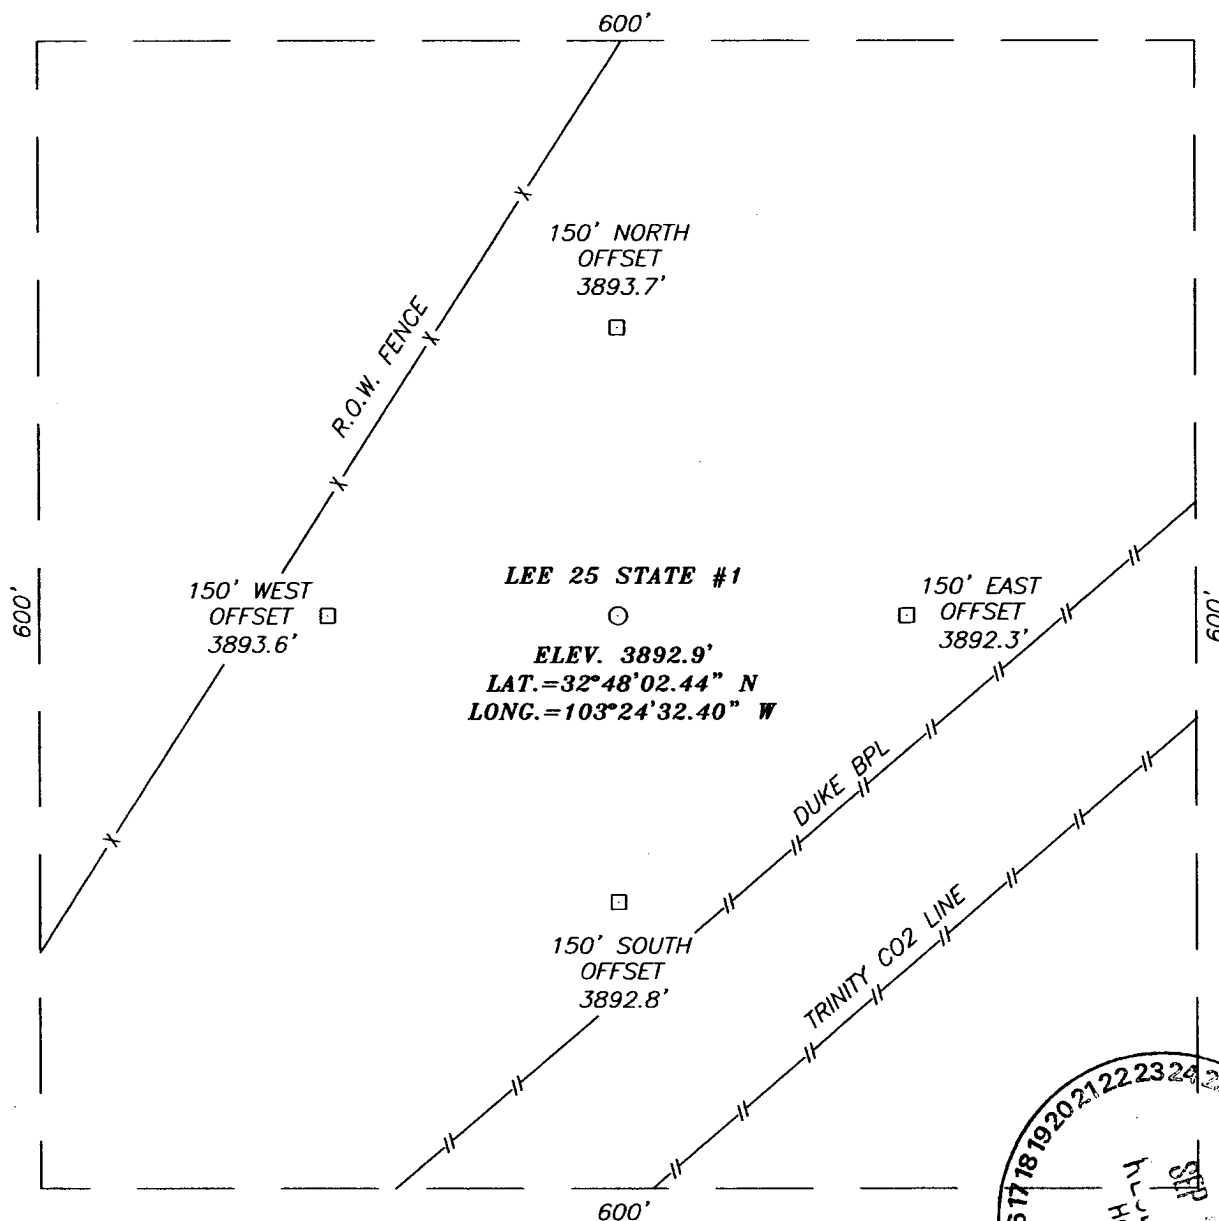 600'
150' NORTH
OFFSET
3893.7'
R.O.W. FENCE
LEE 25 STATE #1
150' WEST
OFFSET
3893.6'
150' EAST
OFFSET
3892.3'
600'
600'
ELEV. 3892.9'
LAT.=32°48'02.44" N
LONG.=103°24'32.40" W
DUKE BPL
150' SOUTH
OFFSET
3892.8'
TRINITY CO2 LINE
17 18 19 20 21 22 23 24
SEP
600'